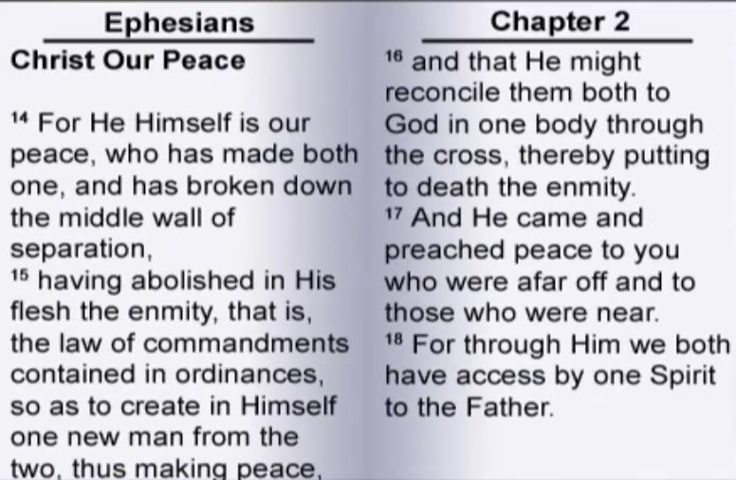 Ephesians
Christ Our Peace
¹⁴ For He Himself is our
peace, who has made both
one, and has broken down
the middle wall of
separation,
¹⁵ having abolished in His
flesh the enmity, that is,
the law of commandments
contained in ordinances,
so as to create in Himself
one new man from the
two, thus making peace,
Chapter 2
¹⁶ and that He might
reconcile them both to
God in one body through
the cross, thereby putting
to death the enmity.
¹⁷ And He came and
preached peace to you
who were afar off and to
those who were near.
¹⁸ For through Him we both
have access by one Spirit
to the Father.